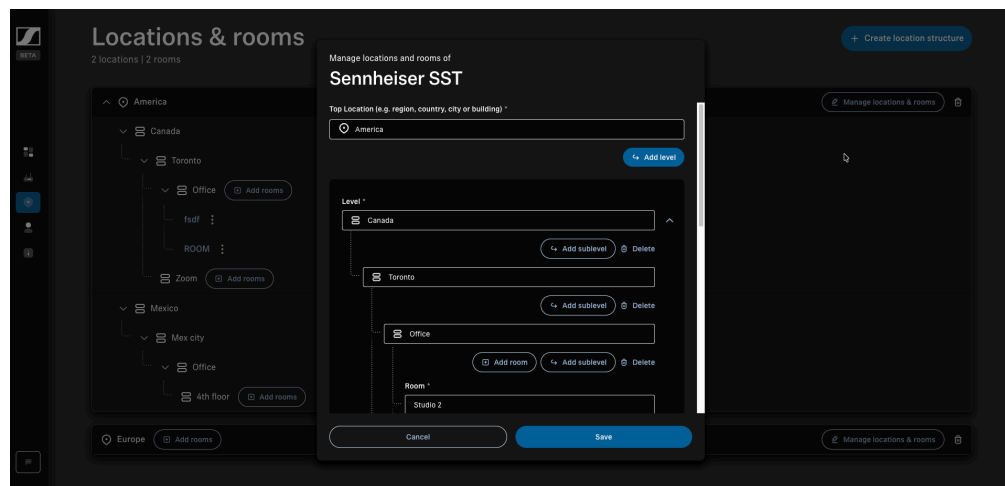 BETA
Locations & rooms
2 locations | 2 rooms
+ Create location structure
America
Manage locations & rooms
Canada
Toronto
Office
Add rooms
fsdf
ROOM
Zoom
Add rooms
Mexico
Mex city
Office
4th floor
Add rooms
Europe
Add rooms
Manage locations & rooms
Manage locations and rooms of
Sennheiser SST
Top Location (e.g. region, country, city or building) *
America
Add level
Level *
Canada
Add sublevel
Delete
Toronto
Add sublevel
Delete
Office
Add room
Add sublevel
Delete
Room *
Studio 2
Cancel
Save